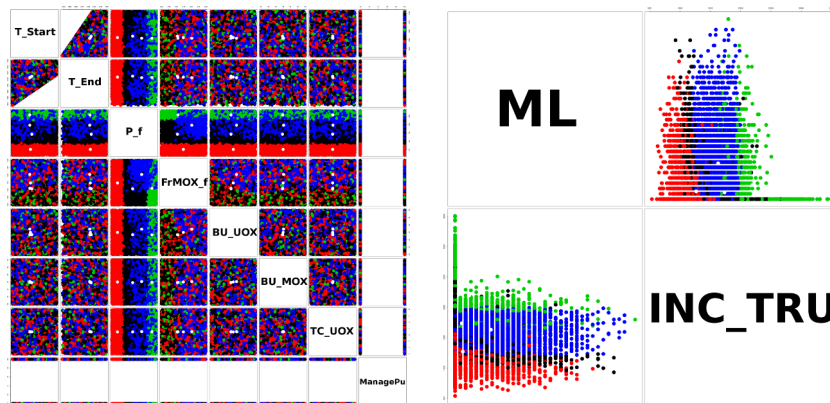 T_Start
T_End
P_f
FrMOX_f
BU_UOX
BU_MOX
TC_UOX
ManagePu
ML
INC_TRU